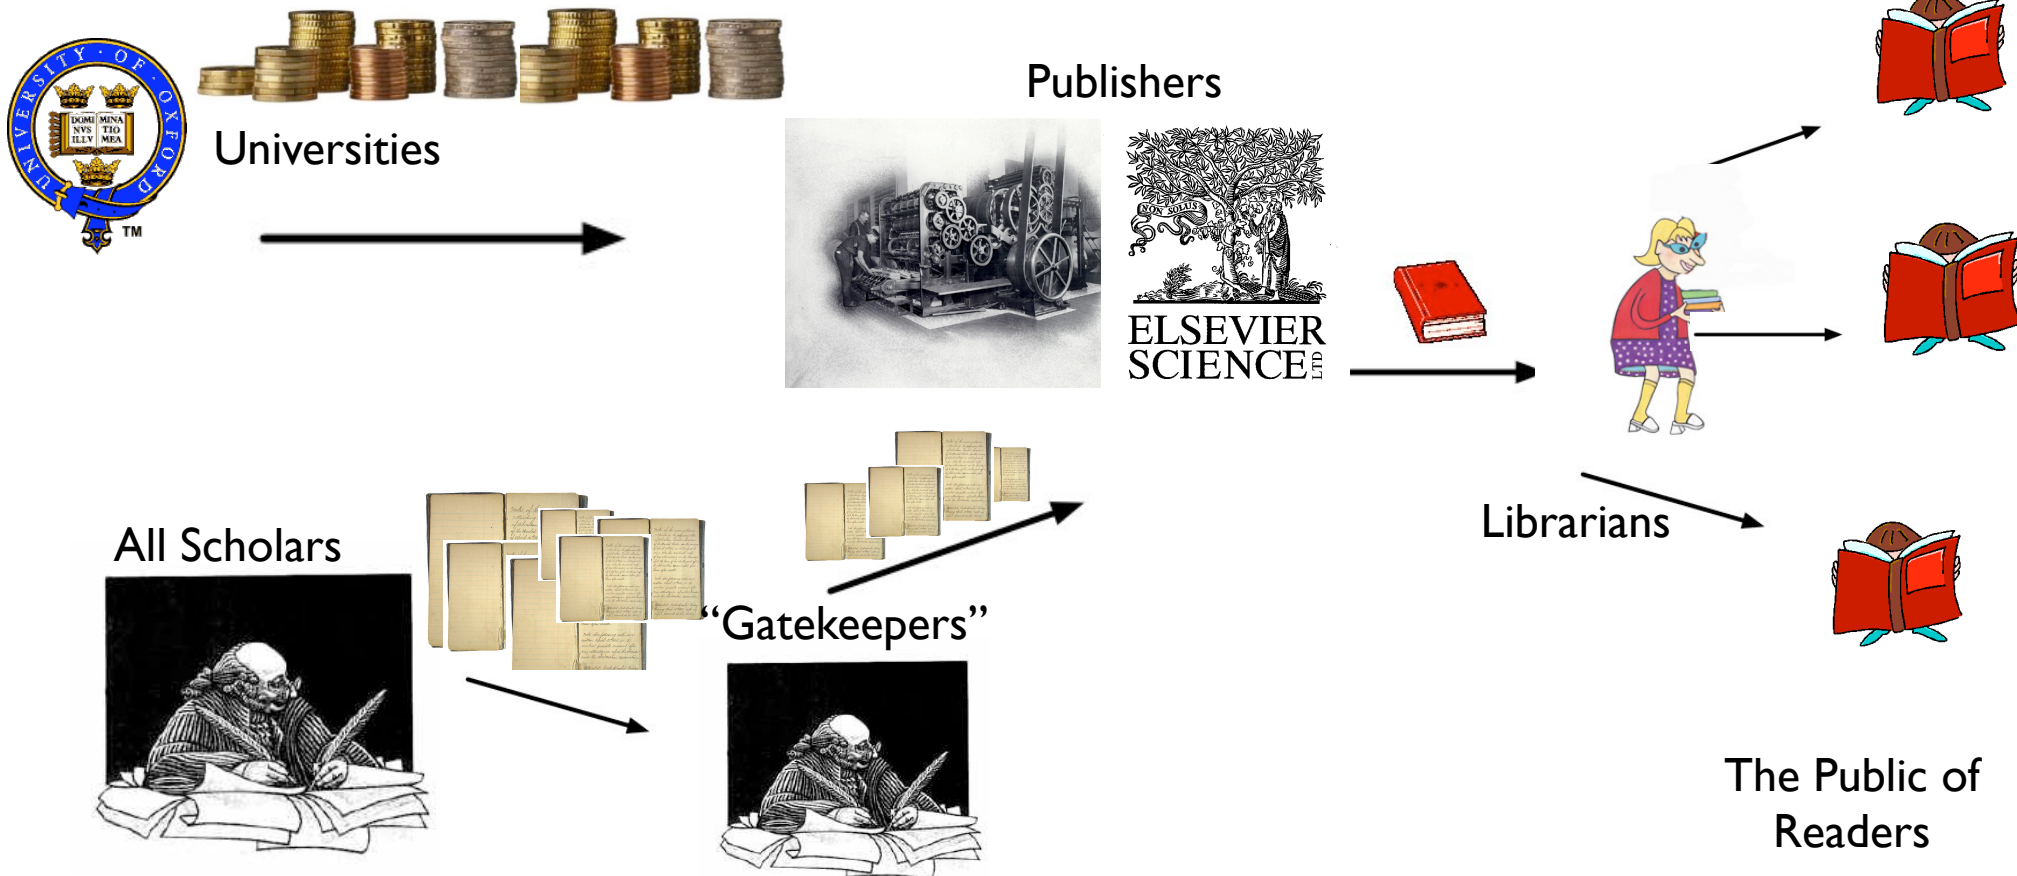 UNIVERSITY · OF · OXFORD
DOMI MINA
NVS TIO
ILLV MEA
TM
Universities
Publishers
NON SOLUS
ELSEVIER
SCIENCE LTD
Librarians
All Scholars
“Gatekeepers”
The Public of
Readers